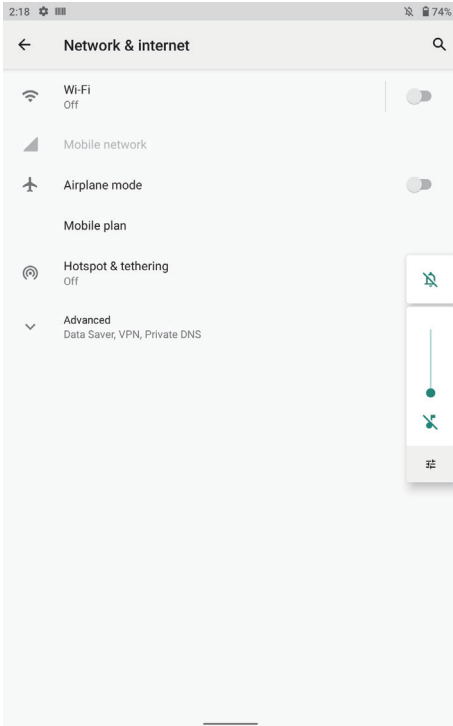 2:18
74%
Network & internet
Wi-Fi
Off
Mobile network
Airplane mode
Mobile plan
Hotspot & tethering
Off
Advanced
Data Saver, VPN, Private DNS